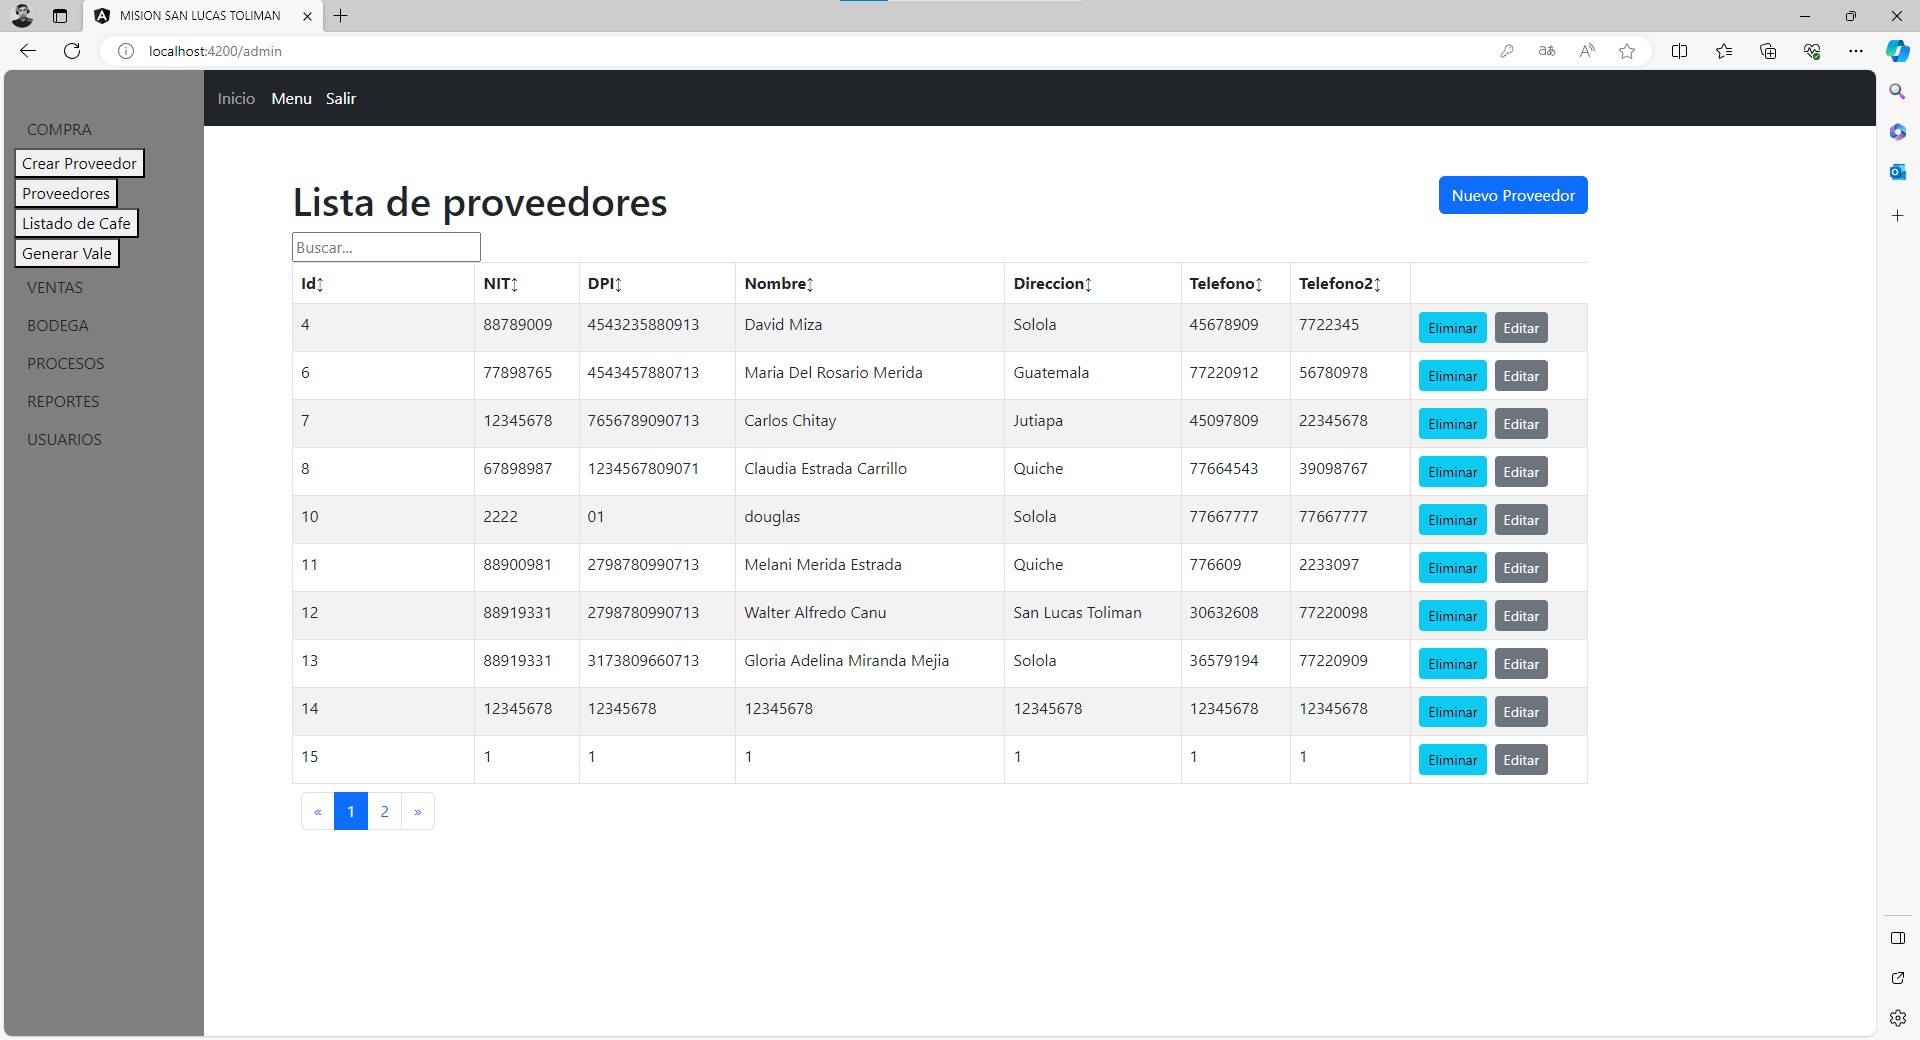 MISION SAN LUCAS TOLIMAN
localhost:4200/admin
Inicio Menu Salir
COMPRA
Crear Proveedor
Proveedores
Listado de Cafe
Generar Vale
VENTAS
BODEGA
PROCESOS
REPORTES
USUARIOS
Lista de proveedores
Nuevo Proveedor
Buscar...
Id↕ NIT↕ DPI↕ Nombre↕ Direccion↕ Telefono↕ Telefono2↕
4 88789009 4543235880913 David Miza Solola 45678909 7722345 Eliminar Editar
6 77898765 4543457880713 Maria Del Rosario Merida Guatemala 77220912 56780978 Eliminar Editar
7 12345678 7656789090713 Carlos Chitay Jutiapa 45097809 22345678 Eliminar Editar
8 67898987 1234567809071 Claudia Estrada Carrillo Quiche 77664543 39098767 Eliminar Editar
10 2222 01 douglas Solola 77667777 77667777 Eliminar Editar
11 88900981 2798780990713 Melani Merida Estrada Quiche 776609 2233097 Eliminar Editar
12 88919331 2798780990713 Walter Alfredo Canu San Lucas Toliman 30632608 77220098 Eliminar Editar
13 88919331 3173809660713 Gloria Adelina Miranda Mejia Solola 36579194 77220909 Eliminar Editar
14 12345678 12345678 12345678 12345678 12345678 12345678 Eliminar Editar
15 1 1 1 1 1 1 Eliminar Editar
« 1 2 »